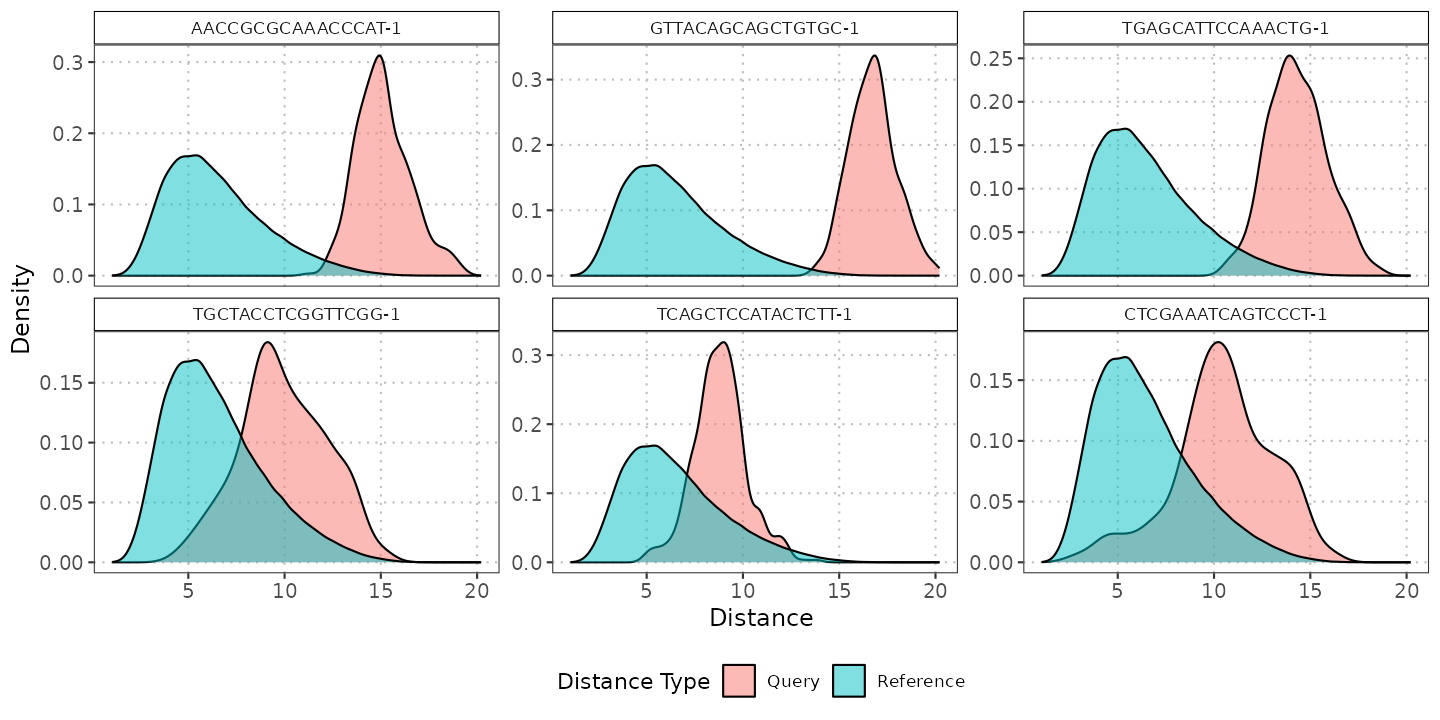 AACCGCGCAAACCCAT-1 GTTACAGCAGCTGTGC-1 TGAGCATTCCAAACTG-1
0.3 0.2 0.1 0.0
0.3 0.2 0.1 0.0
0.25 0.20 0.15 0.10 0.05 0.00
TGCTACCTCGGTTCGG-1 TCAGCTCCATACTCTT-1 CTCGAAATCAGTCCCT-1
0.15 0.10 0.05 0.00
0.3 0.2 0.1 0.0
0.15 0.10 0.05 0.00
5 10 15 20 5 10 15 20 5 10 15 20
Density
Distance
Distance Type Query Reference